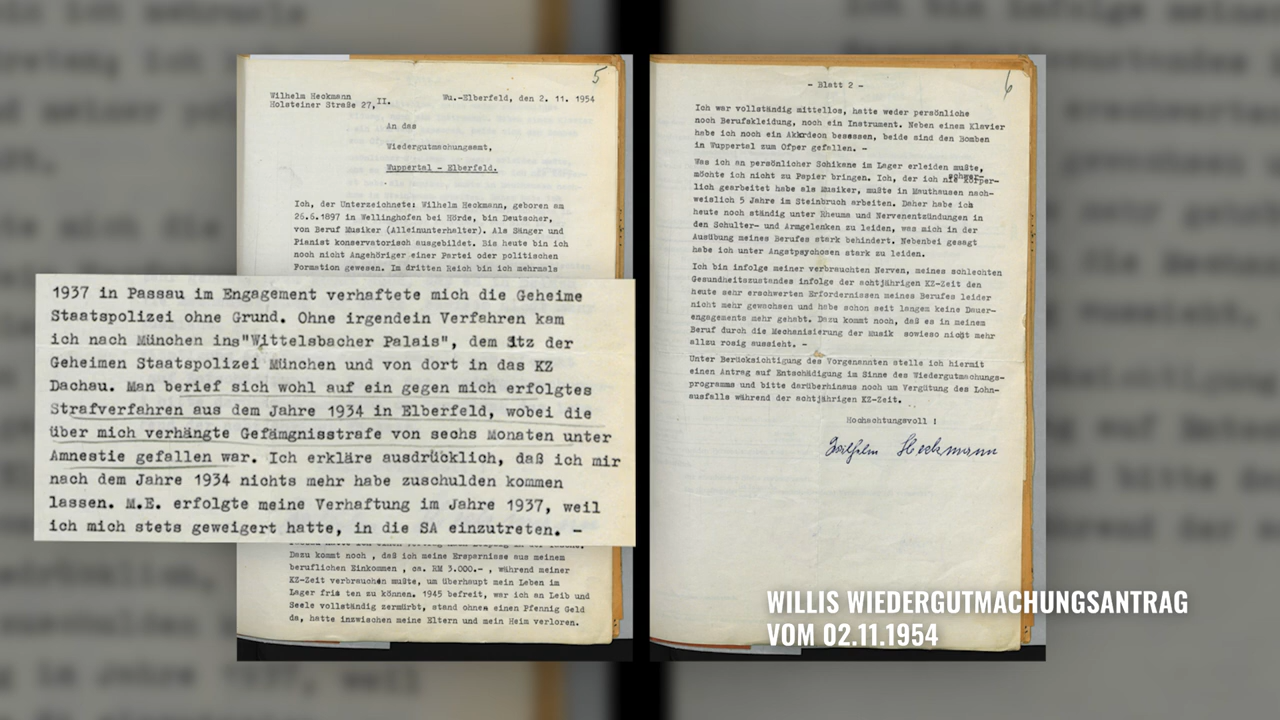 5
Wilhelm Heckmann
Holsteiner Straße 27, II.
Wu.-Elberfeld, den 2. 11. 1954
An das
Wiedergutmachungsamt,
Wuppertal - Elberfeld.
Ich, der Unterzeichnete: Wilhelm Heckmann, geboren am
26.6.1897 in Wellinghofen bei Hörde, bin Deutscher,
von Beruf Musiker (Alleinunterhalter). Als Sänger und
Pianist konservatorisch ausgebildet. Bis heute bin ich
noch nicht Angehöriger einer Partei oder politischen
Formation gewesen. Im dritten Reich bin ich mehrmals
1937 in Passau im Engagement verhaftete mich die Geheime
Staatspolizei ohne Grund. Ohne irgendein Verfahren kam
ich nach München ins"Wittelsbacher Palais", dem Sitz der
Geheimen Staatspolizei München und von dort in das KZ
Dachau. Man berief sich wohl auf ein gegen mich erfolgtes
Strafverfahren aus dem Jahre 1934 in Elberfeld, wobei die
über mich verhängte Gefängnisstrafe von sechs Monaten unter
Amnestie gefallen war. Ich erkläre ausdrücklich, daß ich mir
nach dem Jahre 1934 nichts mehr habe zuschulden kommen
lassen. M.E. erfolgte meine Verhaftung im Jahre 1937, weil
ich mich stets geweigert hatte, in die SA einzutreten. -
Dazu kommt noch , daß ich meine Ersparnisse aus meinem
beruflichen Einkommen , ca. RM 3.000.- , während meiner
KZ-Zeit verbrauchen mußte, um überhaupt mein Leben im
Lager fristen zu können. 1945 befreit, war ich an Leib und
Seele vollständig zermürbt, stand ohne einen Pfennig Geld
da, hatte inzwischen meine Eltern und mein Heim verloren.
6
- Blatt 2 -
Ich war vollständig mittellos, hatte weder persönliche
noch Berufskleidung, noch ein Instrument. Neben einem Klavier
habe ich noch ein Akkordeon besessen, beide sind den Bomben
in Wuppertal zum Opfer gefallen. -
Was ich an persönlicher Schikane im Lager erleiden mußte,
möchte ich nicht zu Papier bringen. Ich, der ich nie schwer-körper-
lich gearbeitet habe als Musiker, mußte in Mauthausen nach-
weislich 5 Jahre im Steinbruch arbeiten. Daher habe ich
heute noch ständig unter Rheuma und Nervenentzündungen in
den Schulter- und Armgelenken zu leiden, was mich in der
Ausübung meines Berufes stark behindert. Nebenbei gesagt
habe ich unter Angstpsychosen stark zu leiden.
Ich bin infolge meiner verbrauchten Nerven, meines schlechten
Gesundheitszustandes infolge der achtjährigen KZ-Zeit den
heute sehr erschwerten Erfordernissen meines Berufes leider
nicht mehr gewachsen und habe schon seit langem keine Dauer-
engagements mehr gehabt. Dazu kommt noch, daß es in meinem
Beruf durch die Mechanisierung der Musik sowieso nicht mehr
allzu rosig aussieht. -
Unter Berücksichtigung des Vorgenannten stelle ich hiermit
einen Antrag auf Entschädigung im Sinne des Wiedergutmachungs-
programms und bitte darüberhinaus noch um Vergütung des Lohn-
ausfalls während der achtjährigen KZ-Zeit.
Hochachtungsvoll !
Wilhelm Heckmann
WILLIS WIEDERGUTMACHUNGSANTRAG
VOM 02.11.1954